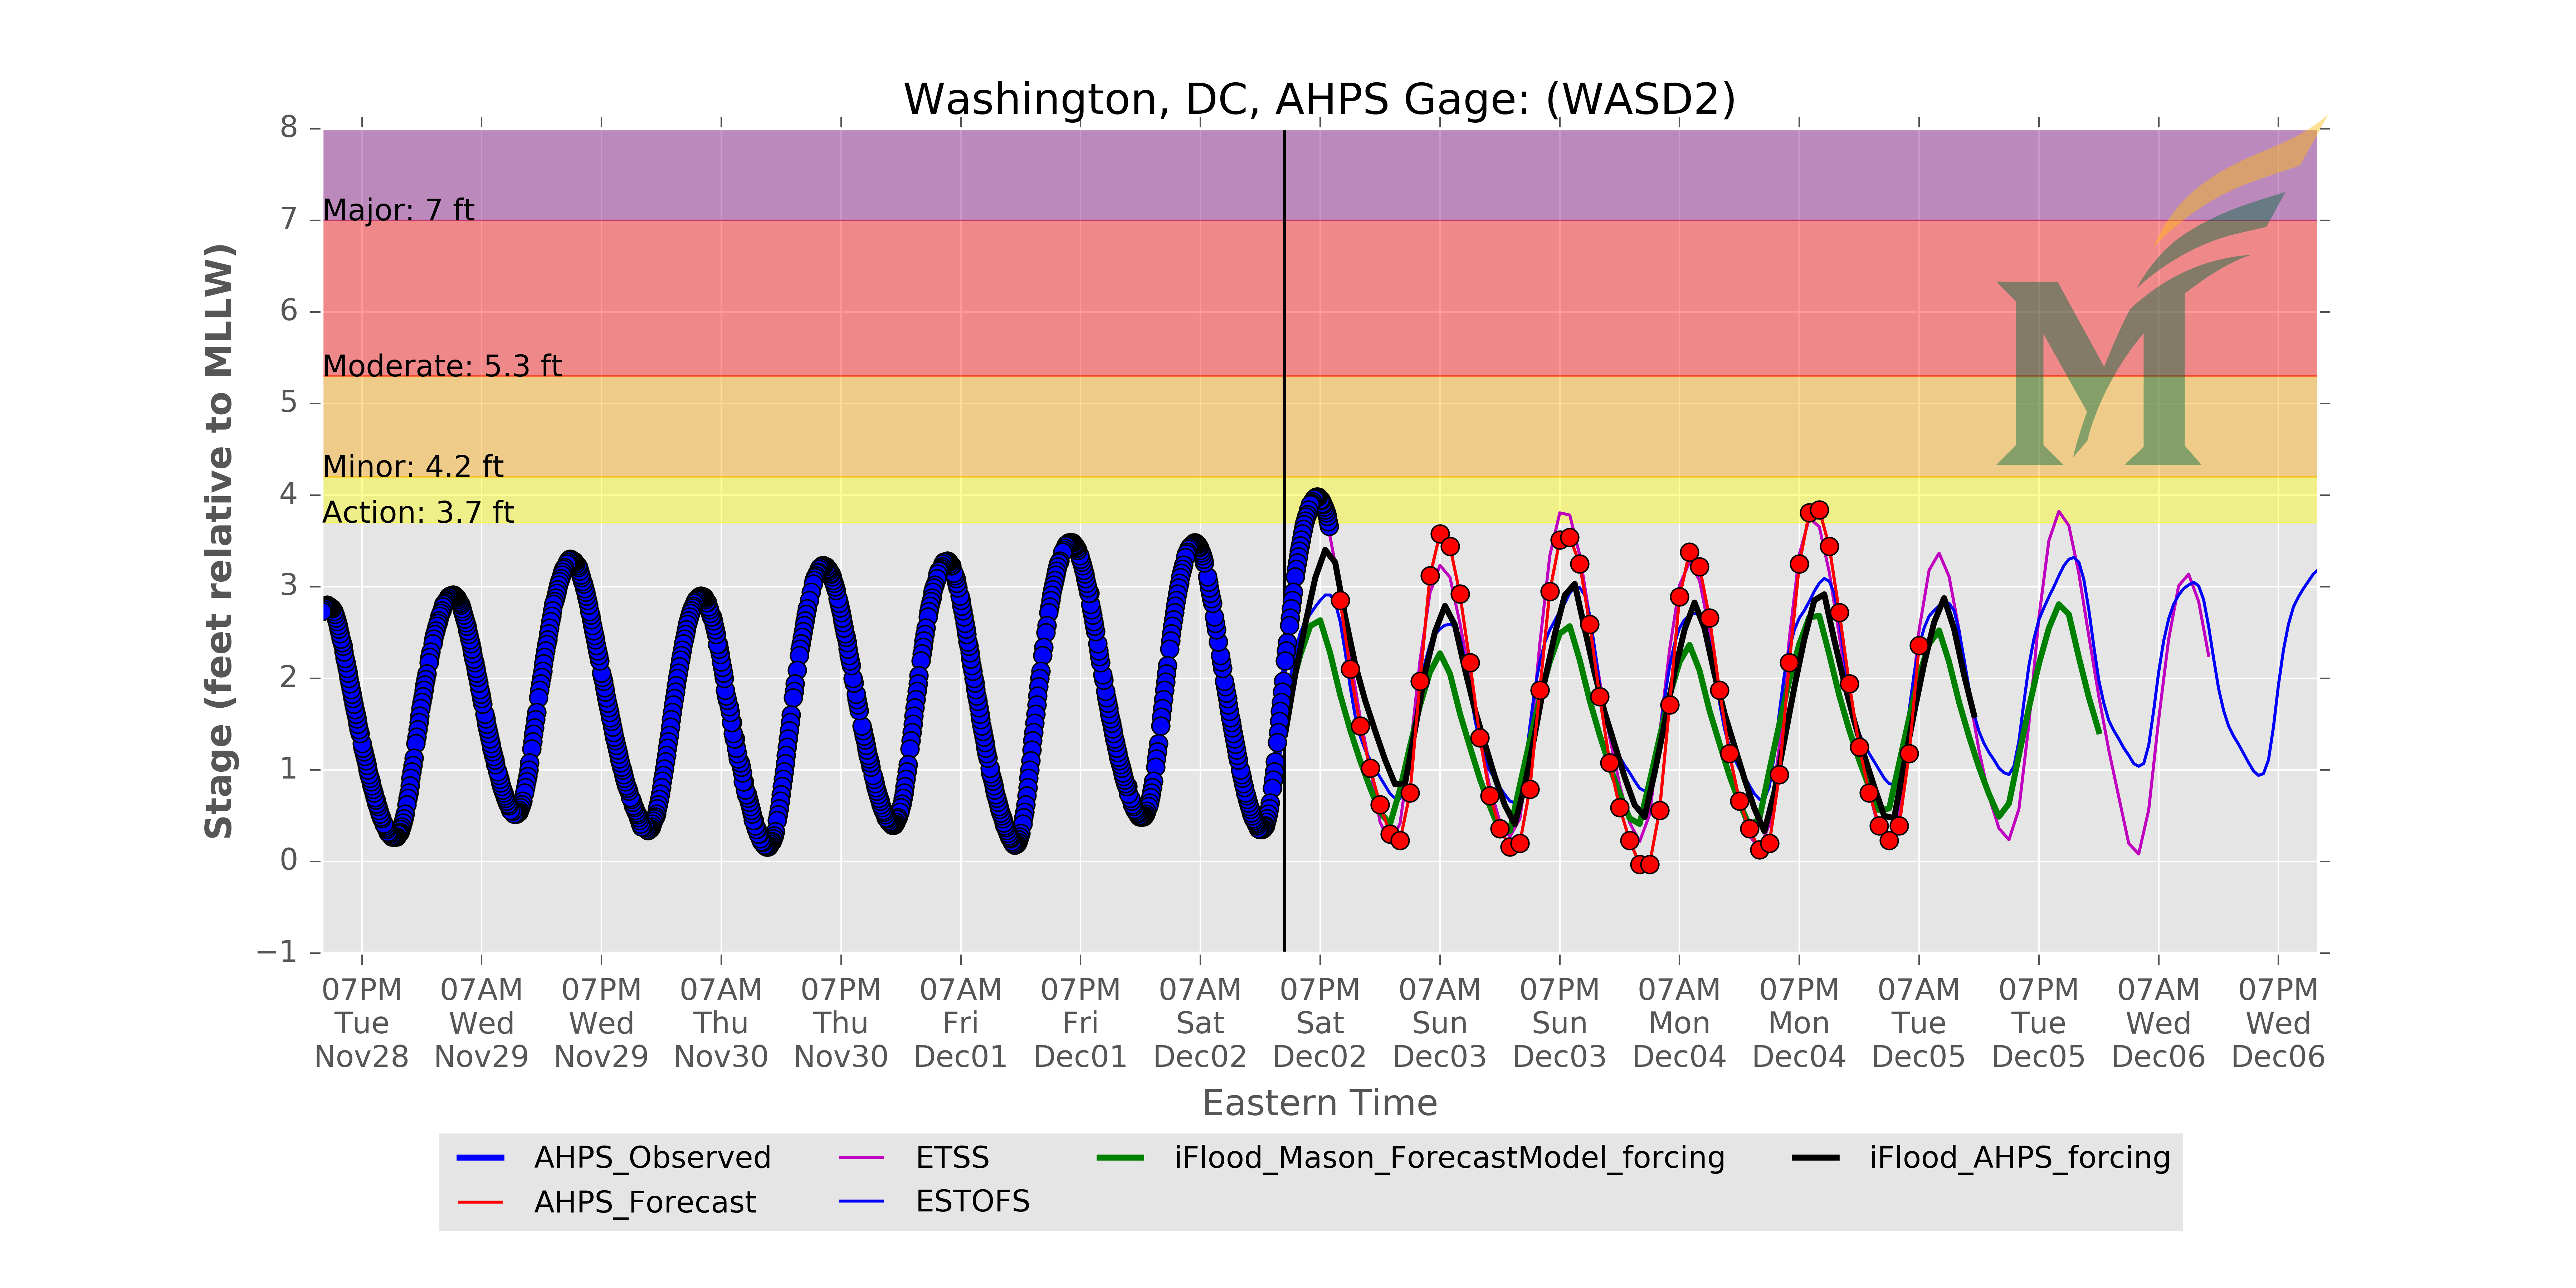 Washington, DC, AHPS Gage: (WASD2)
8
7
6
5
4
3
2
1
0
−1
Stage (feet relative to MLLW)
Major: 7 ft
Moderate: 5.3 ft
Minor: 4.2 ft
Action: 3.7 ft
07PM 07AM 07PM 07AM 07PM 07AM 07PM 07AM 07PM 07AM 07PM 07AM 07PM 07AM 07PM 07AM 07PM
Tue Wed Wed Thu Thu Fri Fri Sat Sat Sun Sun Mon Mon Tue Tue Wed Wed
Nov28 Nov29 Nov29 Nov30 Nov30 Dec01 Dec01 Dec02 Dec02 Dec03 Dec03 Dec04 Dec04 Dec05 Dec05 Dec06 Dec06
Eastern Time
AHPS_Observed ETSS iFlood_Mason_ForecastModel_forcing iFlood_AHPS_forcing
AHPS_Forecast ESTOFS
M